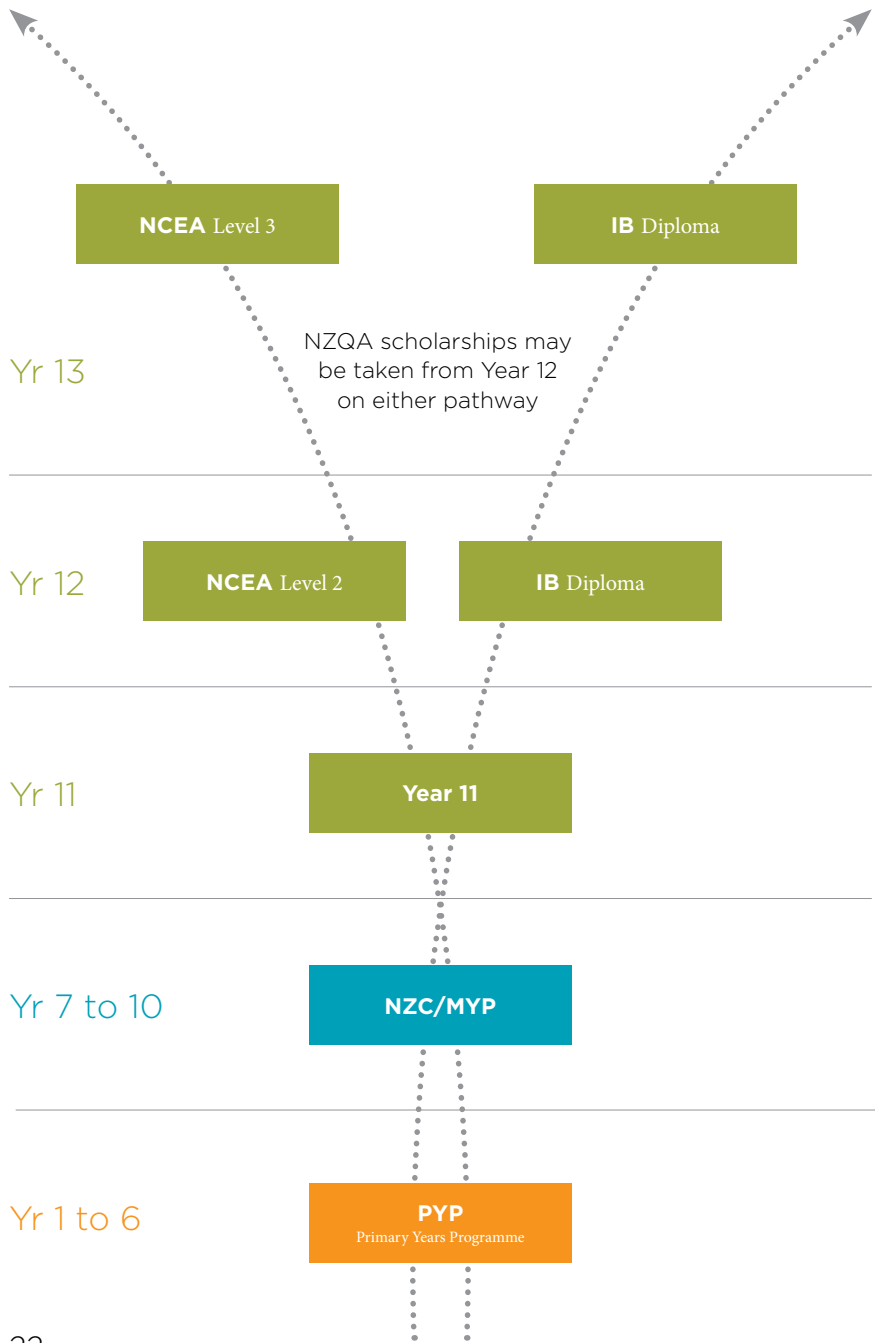 NCEA Level 3
IB Diploma
NZQA scholarships may
be taken from Year 12
on either pathway
Yr 13
Yr 12
NCEA Level 2
IB Diploma
Yr 11
Year 11
Yr 7 to 10
NZC/MYP
Yr 1 to 6
PYP
Primary Years Programme